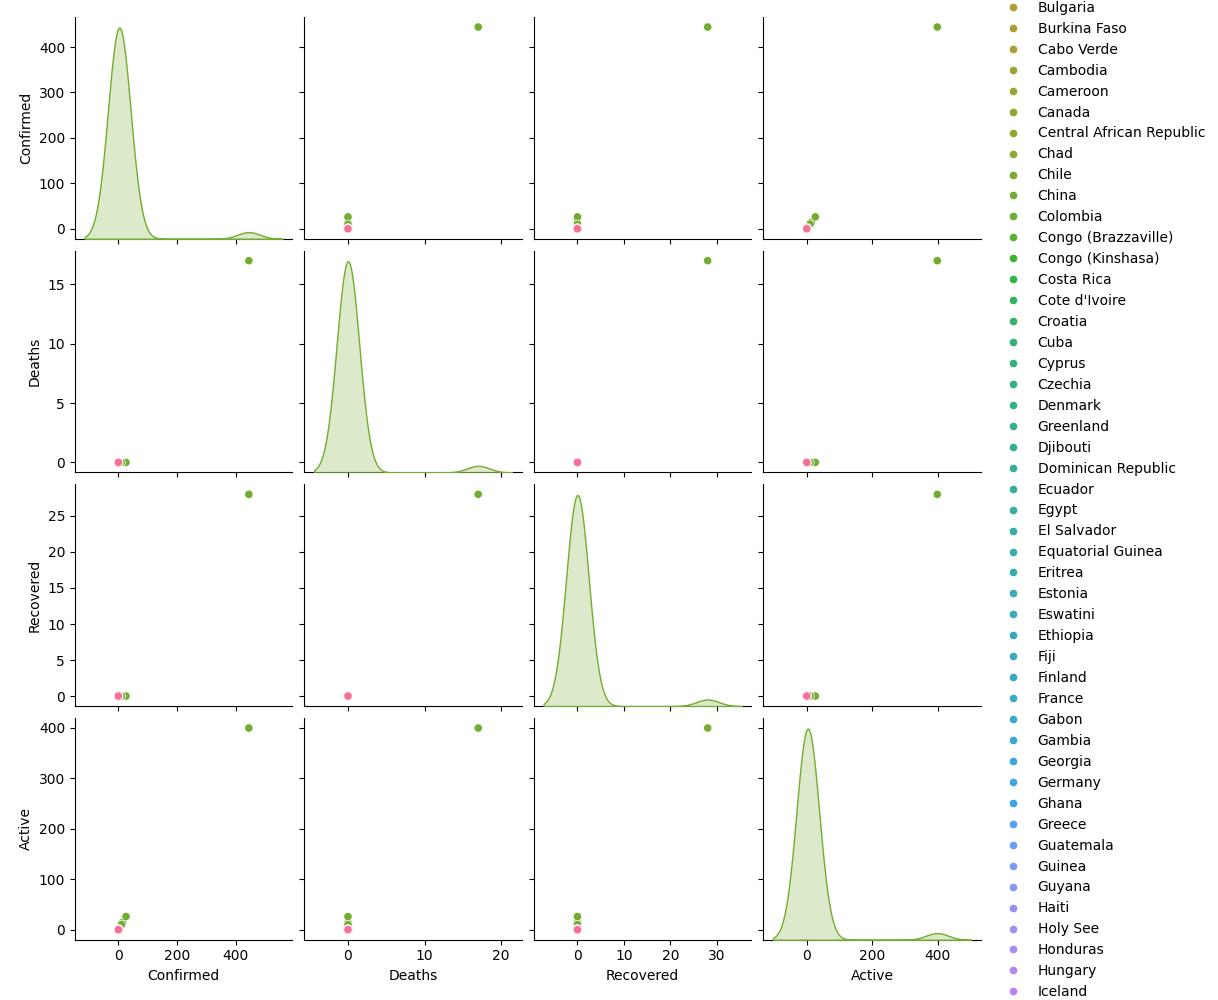 400
300
200
100
0
Confirmed
15
10
5
0
Deaths
25
20
15
10
5
0
Recovered
400
300
200
100
0
Active
0 200 400
Confirmed
0 10 20
Deaths
0 10 20 30
Recovered
0 200 400
Active
Bulgaria
Burkina Faso
Cabo Verde
Cambodia
Cameroon
Canada
Central African Republic
Chad
Chile
China
Colombia
Congo (Brazzaville)
Congo (Kinshasa)
Costa Rica
Cote d'Ivoire
Croatia
Cuba
Cyprus
Czechia
Denmark
Greenland
Djibouti
Dominican Republic
Ecuador
Egypt
El Salvador
Equatorial Guinea
Eritrea
Estonia
Eswatini
Ethiopia
Fiji
Finland
France
Gabon
Gambia
Georgia
Germany
Ghana
Greece
Guatemala
Guinea
Guyana
Haiti
Holy See
Honduras
Hungary
Iceland